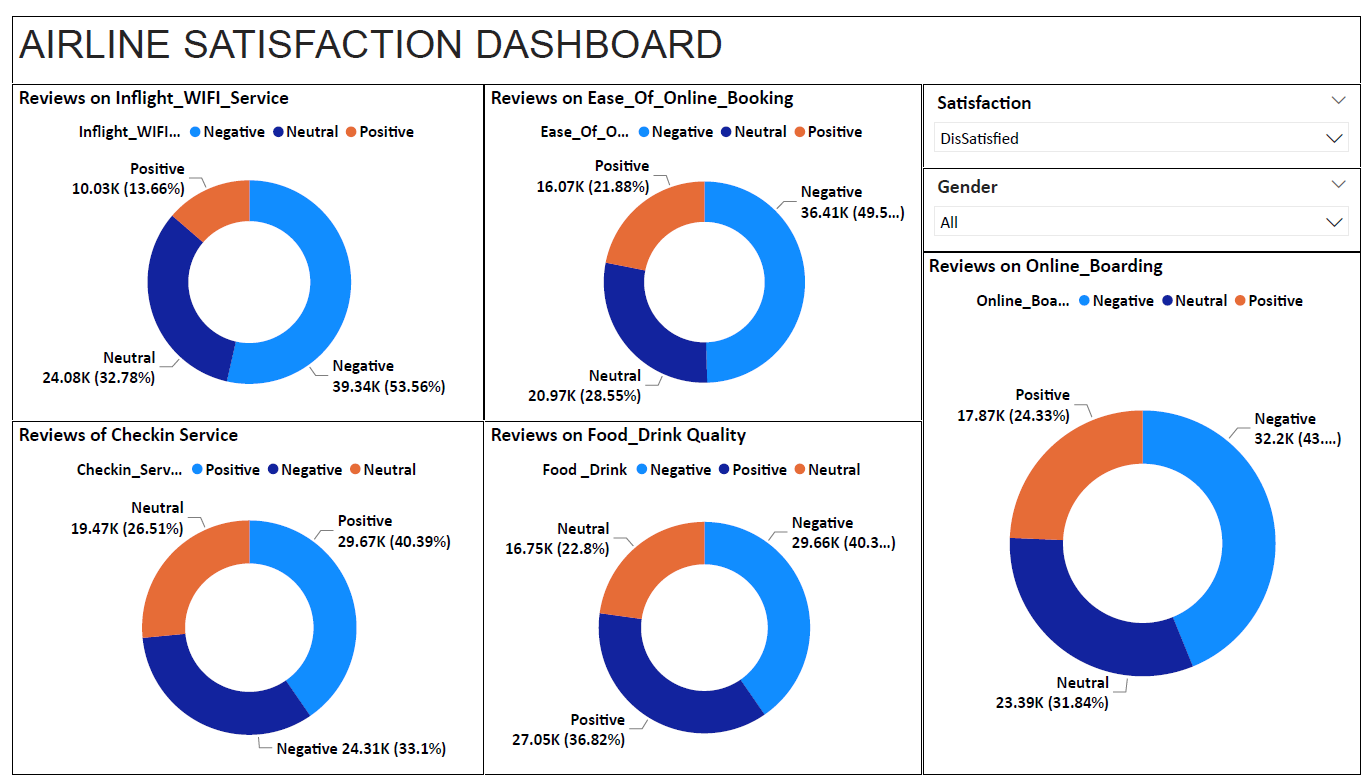 AIRLINE SATISFACTION DASHBOARD
Reviews on Inflight_WIFI_Service
Inflight_WIFI... Negative Neutral Positive
Positive
10.03K (13.66%)
Neutral
24.08K (32.78%)
Negative
39.34K (53.56%)
Reviews on Ease_Of_Online_Booking
Ease_Of_O... Negative Neutral Positive
Positive
16.07K (21.88%)
Negative
36.41K (49.5...)
Neutral
20.97K (28.55%)
Satisfaction
DisSatisfied
Gender
All
Reviews on Online_Boarding
Online_Boa... Negative Neutral Positive
Positive
17.87K (24.33%)
Negative
32.2K (43....)
Neutral
23.39K (31.84%)
Reviews of Checkin Service
Checkin_Serv... Positive Negative Neutral
Neutral
19.47K (26.51%)
Positive
29.67K (40.39%)
Negative 24.31K (33.1%)
Reviews on Food_Drink Quality
Food _Drink Negative Positive Neutral
Neutral
16.75K (22.8%)
Negative
29.66K (40.3...)
Positive
27.05K (36.82%)